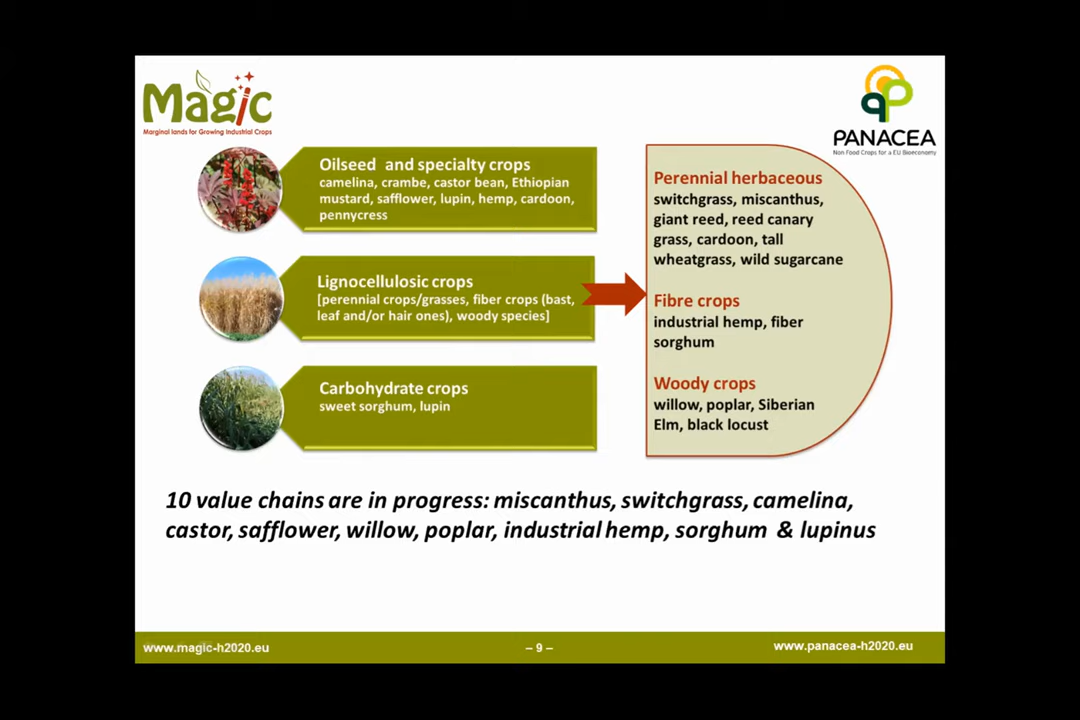 Magic
Marginal lands for Growing Industrial Crops
PANACEA
Non Food Crops for a EU Bioeconomy
Oilseed and specialty crops
camelina, crambe, castor bean, Ethiopian
mustard, safflower, lupin, hemp, cardoon,
pennycress
Lignocellulosic crops
[perennial crops/grasses, fiber crops (bast,
leaf and/or hair ones), woody species]
Carbohydrate crops
sweet sorghum, lupin
Perennial herbaceous
switchgrass, miscanthus,
giant reed, reed canary
grass, cardoon, tall
wheatgrass, wild sugarcane
Fibre crops
industrial hemp, fiber
sorghum
Woody crops
willow, poplar, Siberian
Elm, black locust
10 value chains are in progress: miscanthus, switchgrass, camelina,
castor, safflower, willow, poplar, industrial hemp, sorghum & lupinus
www.magic-h2020.eu
– 9 –
www.panacea-h2020.eu